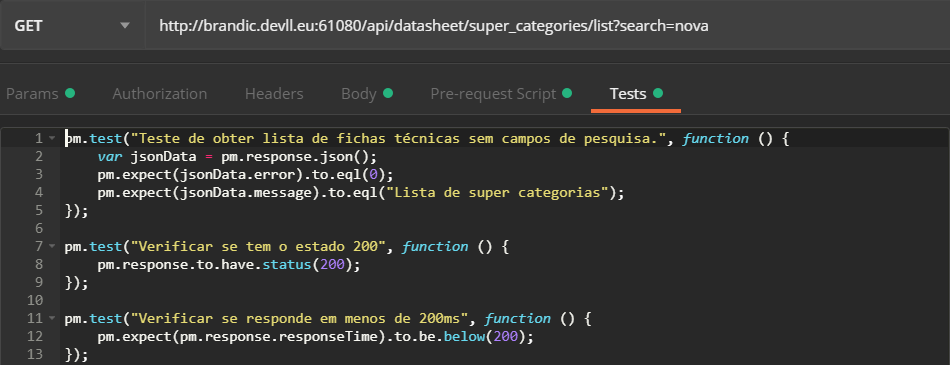 GET http://brandic.devll.eu:61080/api/datasheet/super_categories/list?search=nova
Params Authorization Headers Body Pre-request Script Tests
1 pm.test("Teste de obter lista de fichas técnicas sem campos de pesquisa.", function () {
2 var jsonData = pm.response.json();
3 pm.expect(jsonData.error).to.eql(0);
4 pm.expect(jsonData.message).to.eql("Lista de super categorias");
5 });
6
7 pm.test("Verificar se tem o estado 200", function () {
8 pm.response.to.have.status(200);
9 });
10
11 pm.test("Verificar se responde em menos de 200ms", function () {
12 pm.expect(pm.response.responseTime).to.be.below(200);
13 });